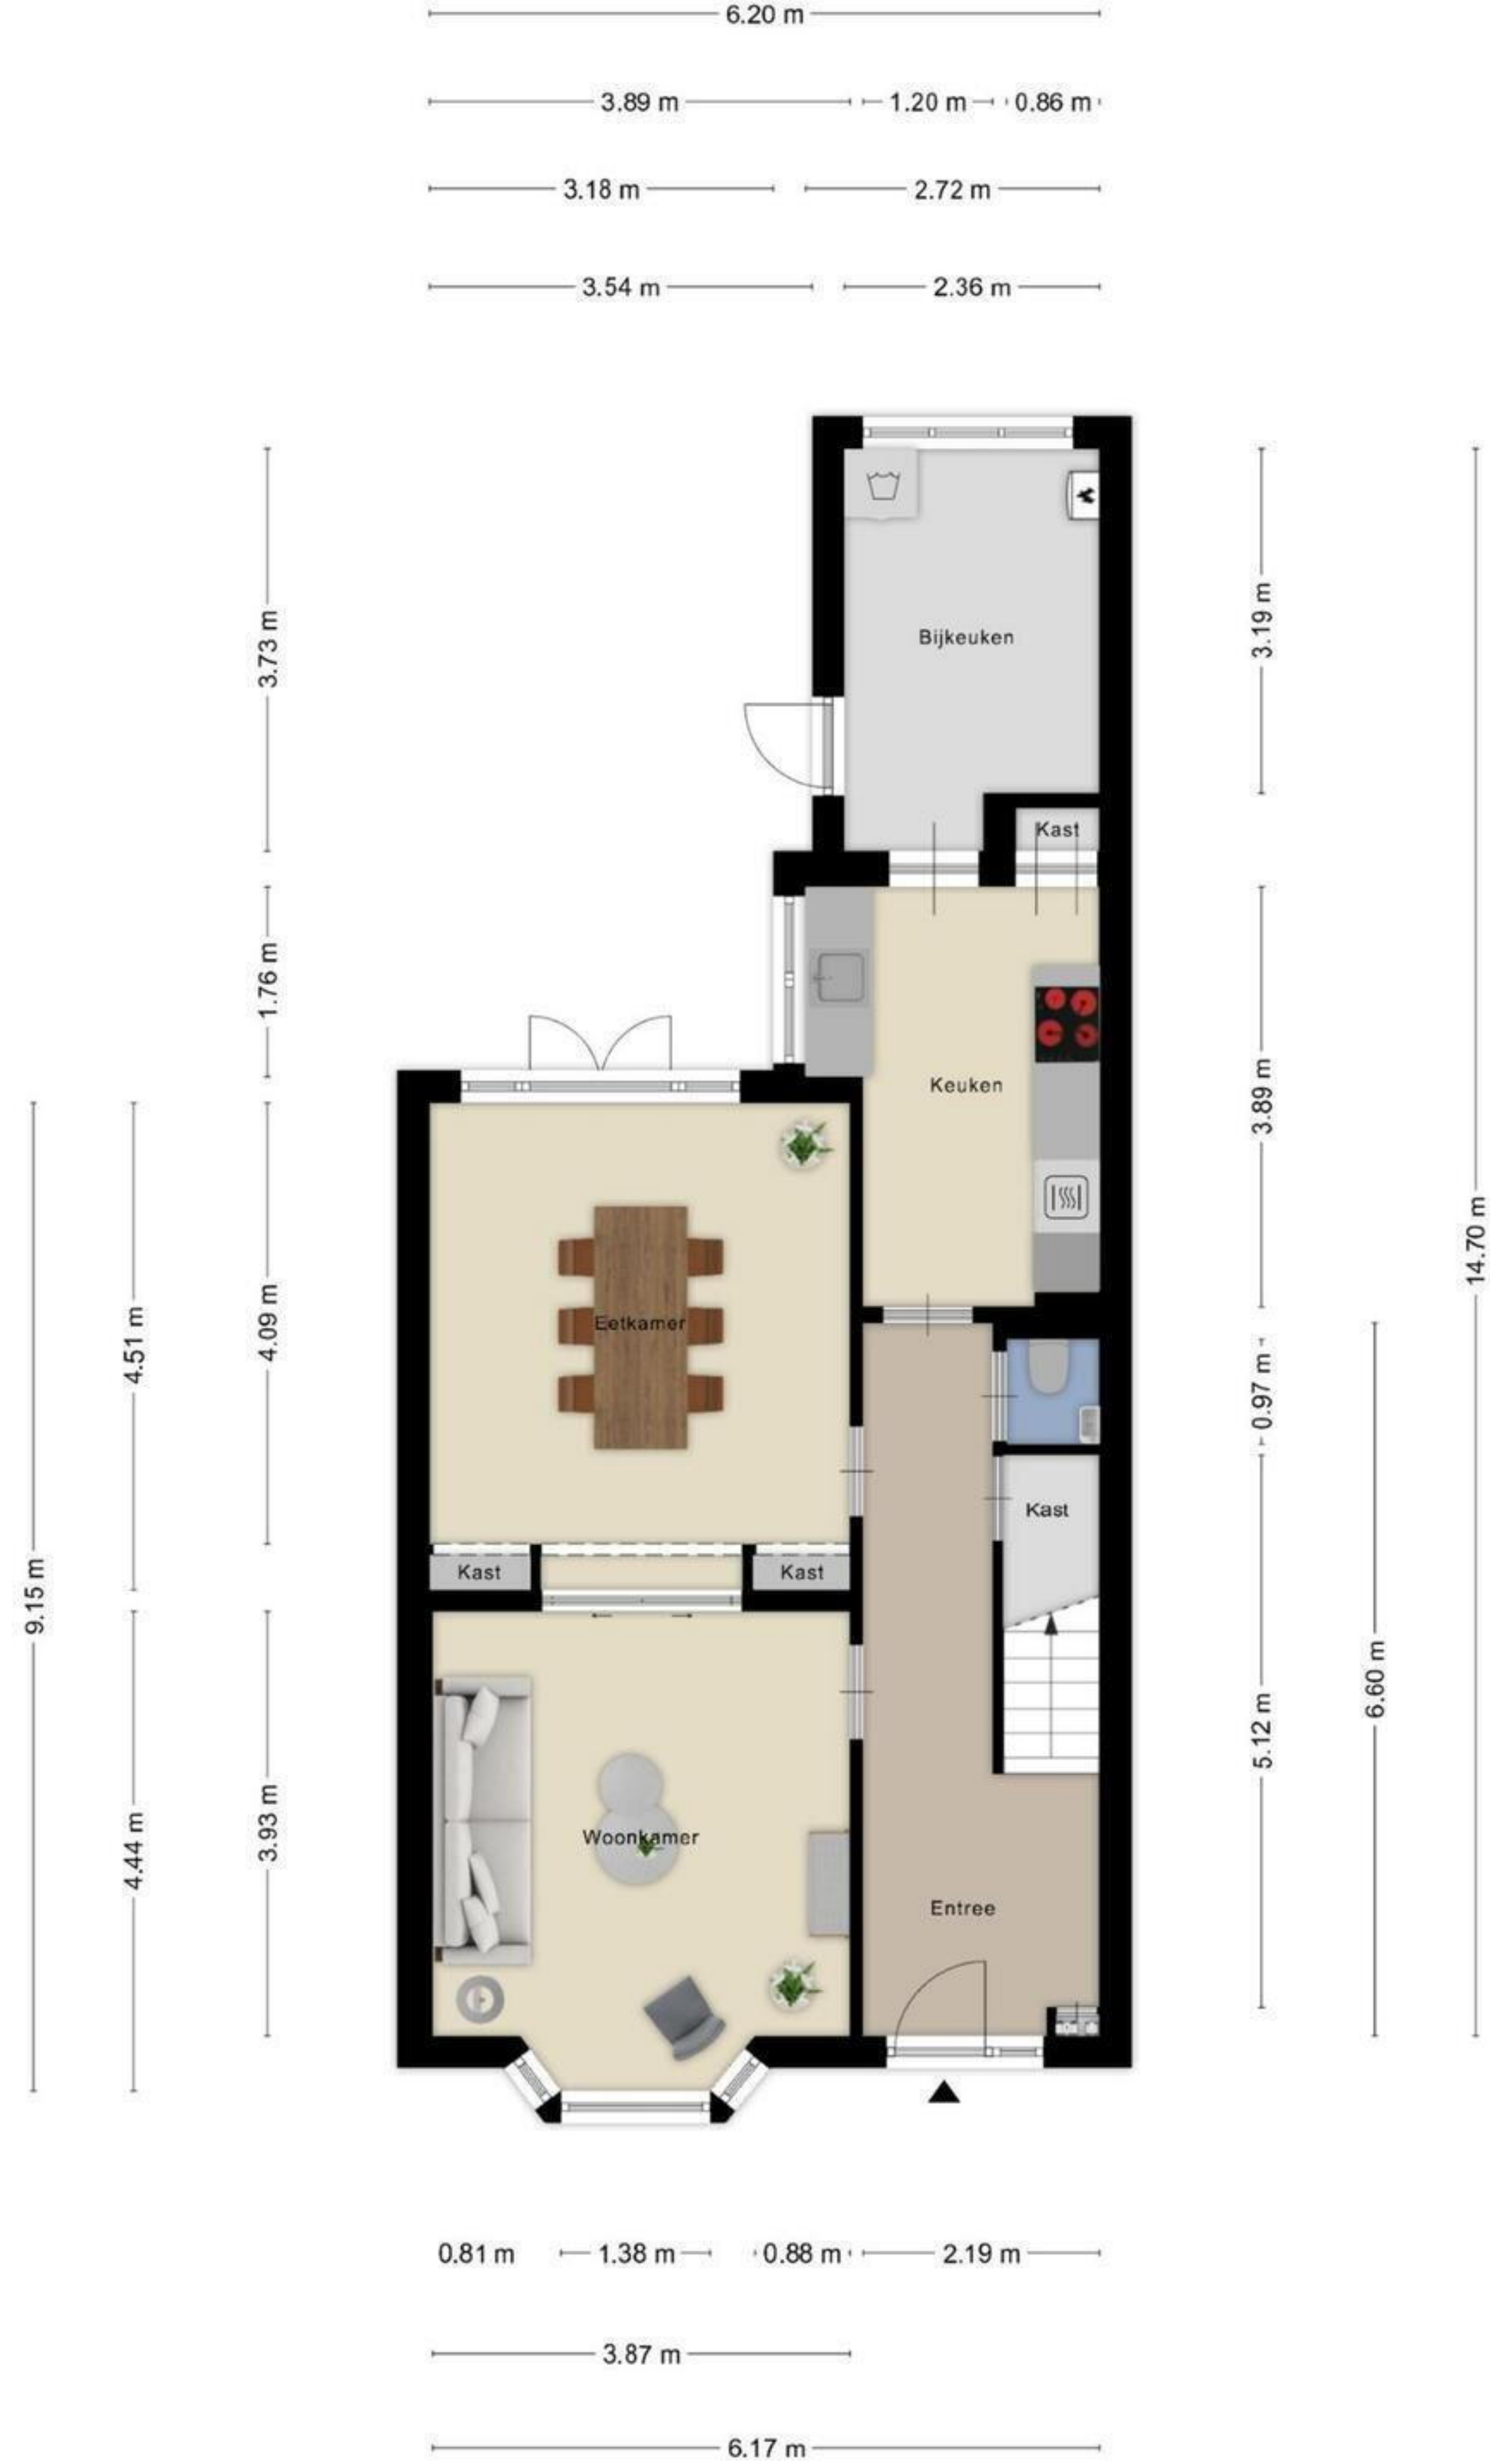 6.20 m
3.89 m
1.20 m
0.86 m
3.18 m
2.72 m
3.54 m
2.36 m
3.73 m
3.19 m
Bijkeuken
Kast
1.76 m
Keuken
3.89 m
14.70 m
4.51 m
4.09 m
Eetkamer
0.97 m
Kast
Kast
Kast
9.15 m
6.60 m
5.12 m
4.44 m
3.93 m
Woonkamer
Entree
0.81 m
1.38 m
0.88 m
2.19 m
3.87 m
6.17 m